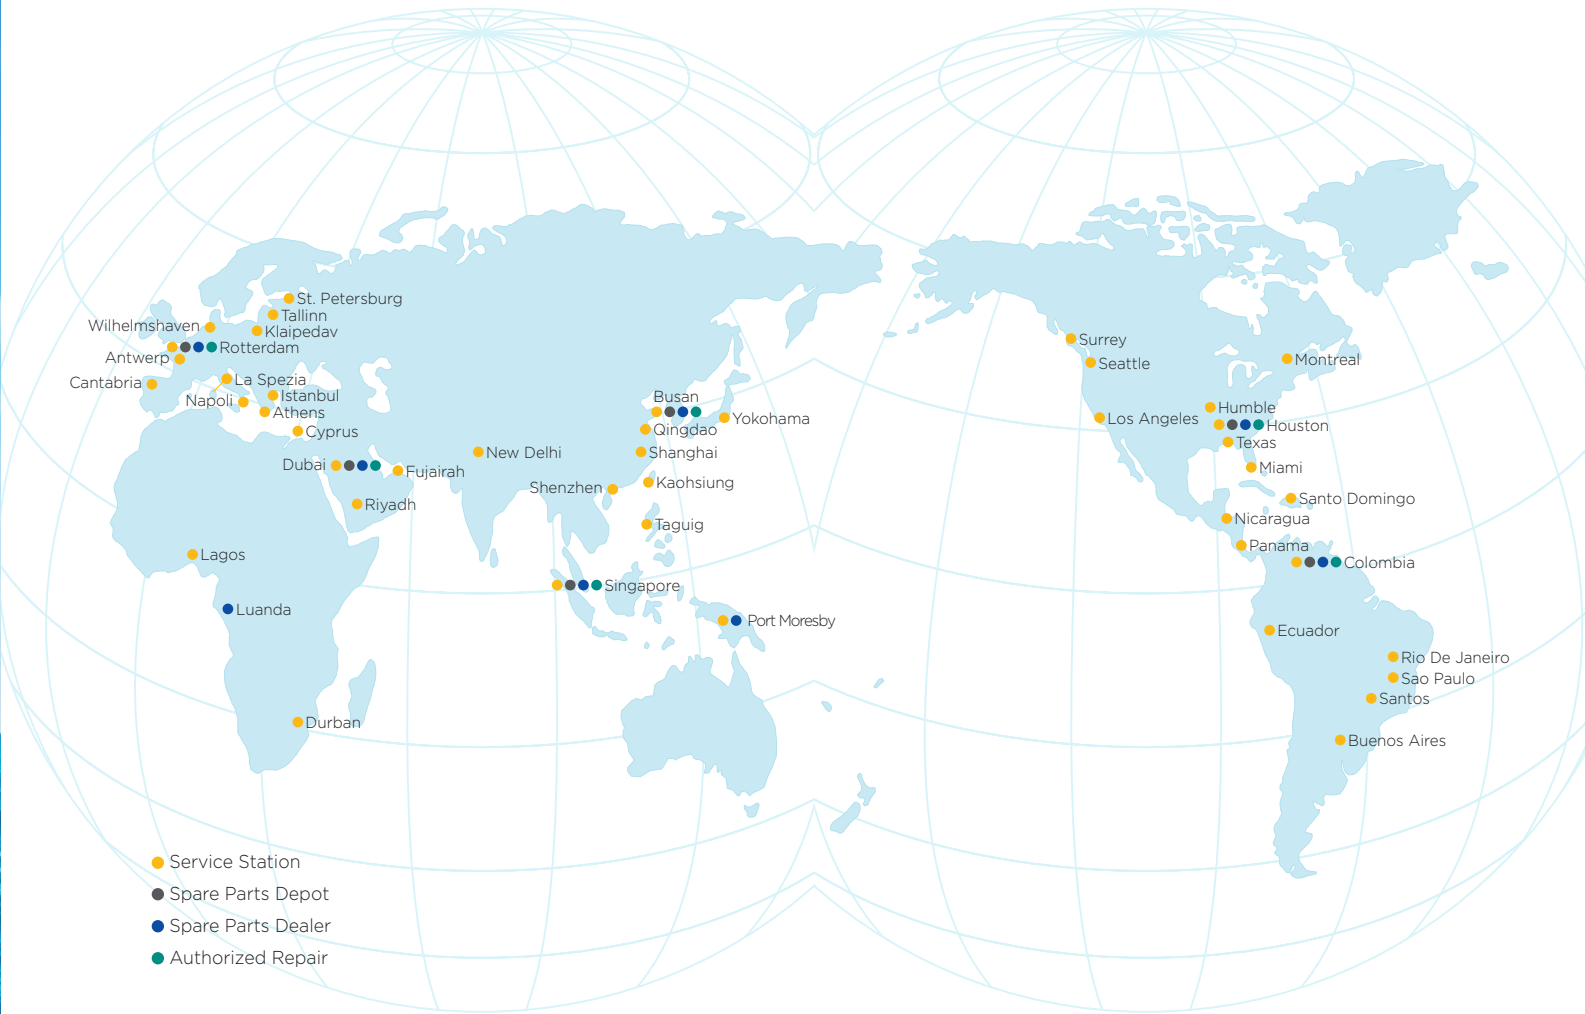 St. Petersburg
Tallinn
Wilhelmshaven
Klaipedav
Rotterdam
Antwerp
Cantabria
La Spezia
Istanbul
Napoli
Athens
Cyprus
Dubai
Fujairah
Riyadh
Lagos
Luanda
Durban
New Delhi
Busan
Yokohama
Qingdao
Shanghai
Kaohsiung
Shenzhen
Taguig
Singapore
Port Moresby
Surrey
Seattle
Montreal
Los Angeles
Humble
Houston
Texas
Miami
Santo Domingo
Nicaragua
Panama
Colombia
Ecuador
Rio De Janeiro
Sao Paulo
Santos
Buenos Aires
Service Station
Spare Parts Depot
Spare Parts Dealer
Authorized Repair